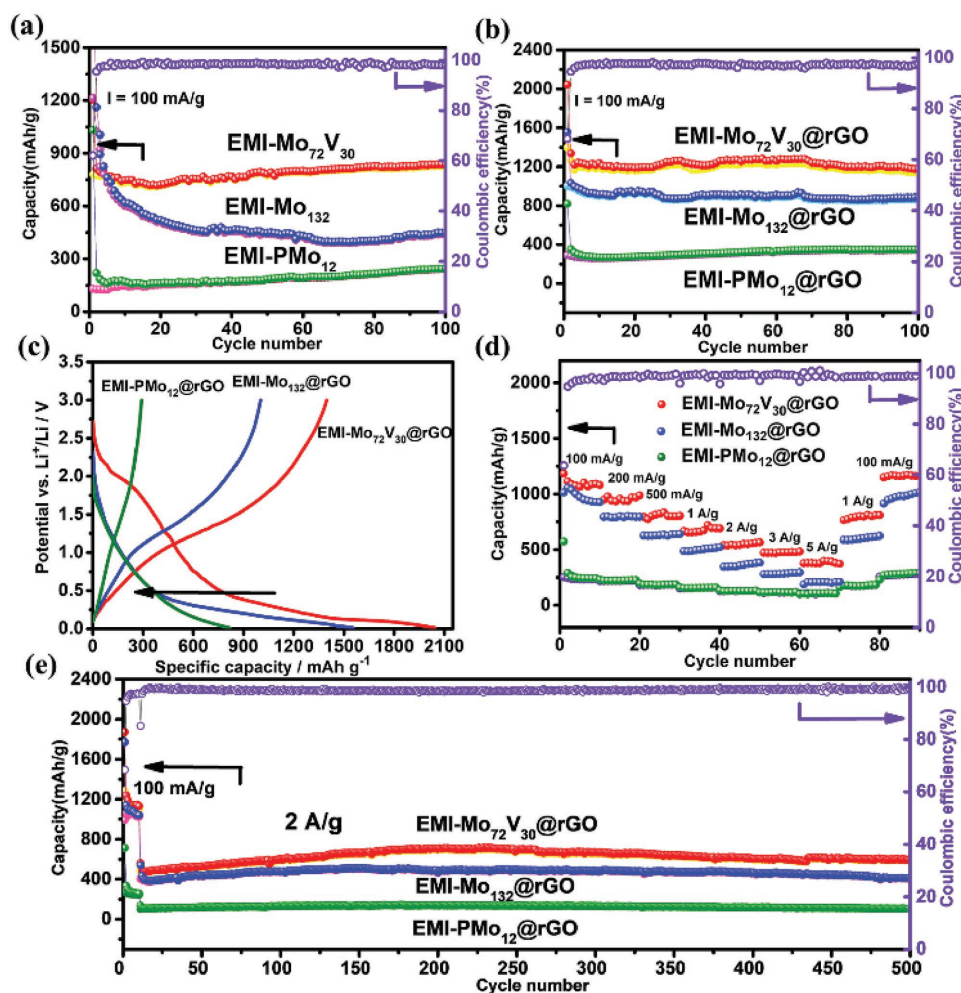 (a)
1500
1200
900
600
300
0
100
80
60
40
20
0
0 20 40 60 80 100
Capacity(mAh/g)
Coulombic efficiency(%)
Cycle number
I = 100 mA/g
EMI-Mo₇₂V₃₀
EMI-Mo₁₃₂
EMI-PMo₁₂
(b)
2400
2000
1600
1200
800
400
0
100
80
60
40
20
0
0 20 40 60 80 100
Capacity(mAh/g)
Coulombic efficiency(%)
Cycle number
I = 100 mA/g
EMI-Mo₇₂V₃₀@rGO
EMI-Mo₁₃₂@rGO
EMI-PMo₁₂@rGO
(c)
3.5
3.0
2.5
2.0
1.5
1.0
0.5
0.0
0 300 600 900 1200 1500 1800 2100
Potential vs. Li⁺/Li / V
Specific capacity / mAh g⁻¹
EMI-PMo₁₂@rGO
EMI-Mo₁₃₂@rGO
EMI-Mo₇₂V₃₀@rGO
(d)
2000
1750
1500
1250
1000
750
500
250
0
100
80
60
40
20
0
0 20 40 60 80
Capacity(mAh/g)
Coulombic efficiency(%)
Cycle number
EMI-Mo₇₂V₃₀@rGO
EMI-Mo₁₃₂@rGO
EMI-PMo₁₂@rGO
100 mA/g
200 mA/g
500 mA/g
1 A/g
2 A/g
3 A/g
5 A/g
1 A/g
100 mA/g
(e)
2400
2000
1600
1200
800
400
0
100
80
60
40
20
0
0 50 100 150 200 250 300 350 400 450 500
Capacity(mAh/g)
Coulombic efficiency(%)
Cycle number
100 mA/g
2 A/g
EMI-Mo₇₂V₃₀@rGO
EMI-Mo₁₃₂@rGO
EMI-PMo₁₂@rGO